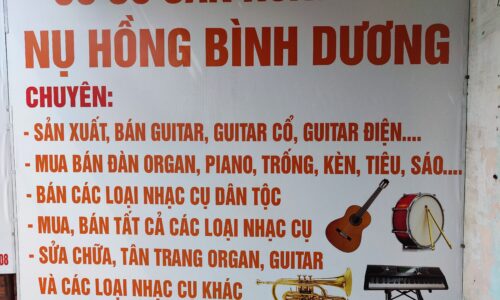 NỤ HỒNG BÌNH DƯƠNG
CHUYÊN:
- SẢN XUẤT, BÁN GUITAR, GUITAR CỔ, GUITAR ĐIỆN....
- MUA BÁN ĐÀN ORGAN, PIANO, TRỐNG, KÈN, TIÊU, SÁO....
- BÁN CÁC LOẠI NHẠC CỤ DÂN TỘC
- MUA, BÁN TẤT CẢ CÁC LOẠI NHẠC CỤ
- SỬA CHỮA, TÂN TRANG ORGAN, GUITAR
VÀ CÁC LOẠI NHẠC CỤ KHÁC
08